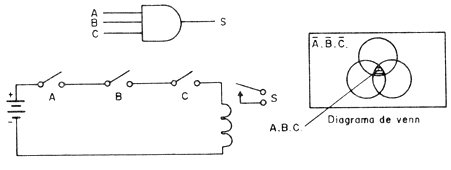 A
B
C
S
Ā.B̄.C̄.
+
-
A
B
C
S
A.B.C.
Diagrama de venn